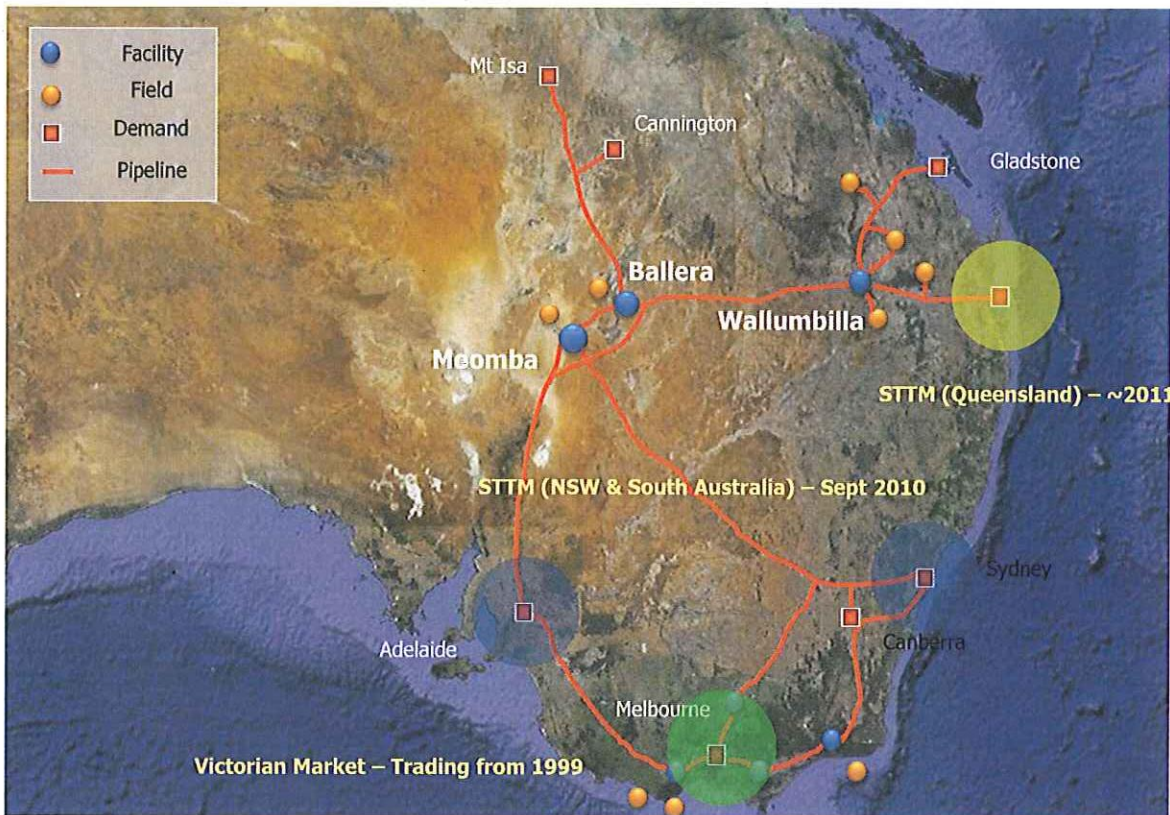 Facility
Field
Demand
Pipeline
Mt Isa
Cannington
Gladstone
Ballera
Wallumbilla
Moomba
STTM (Queensland) – ~2011
STTM (NSW & South Australia) – Sept 2010
Sydney
Canberra
Adelaide
Melbourne
Victorian Market – Trading from 1999